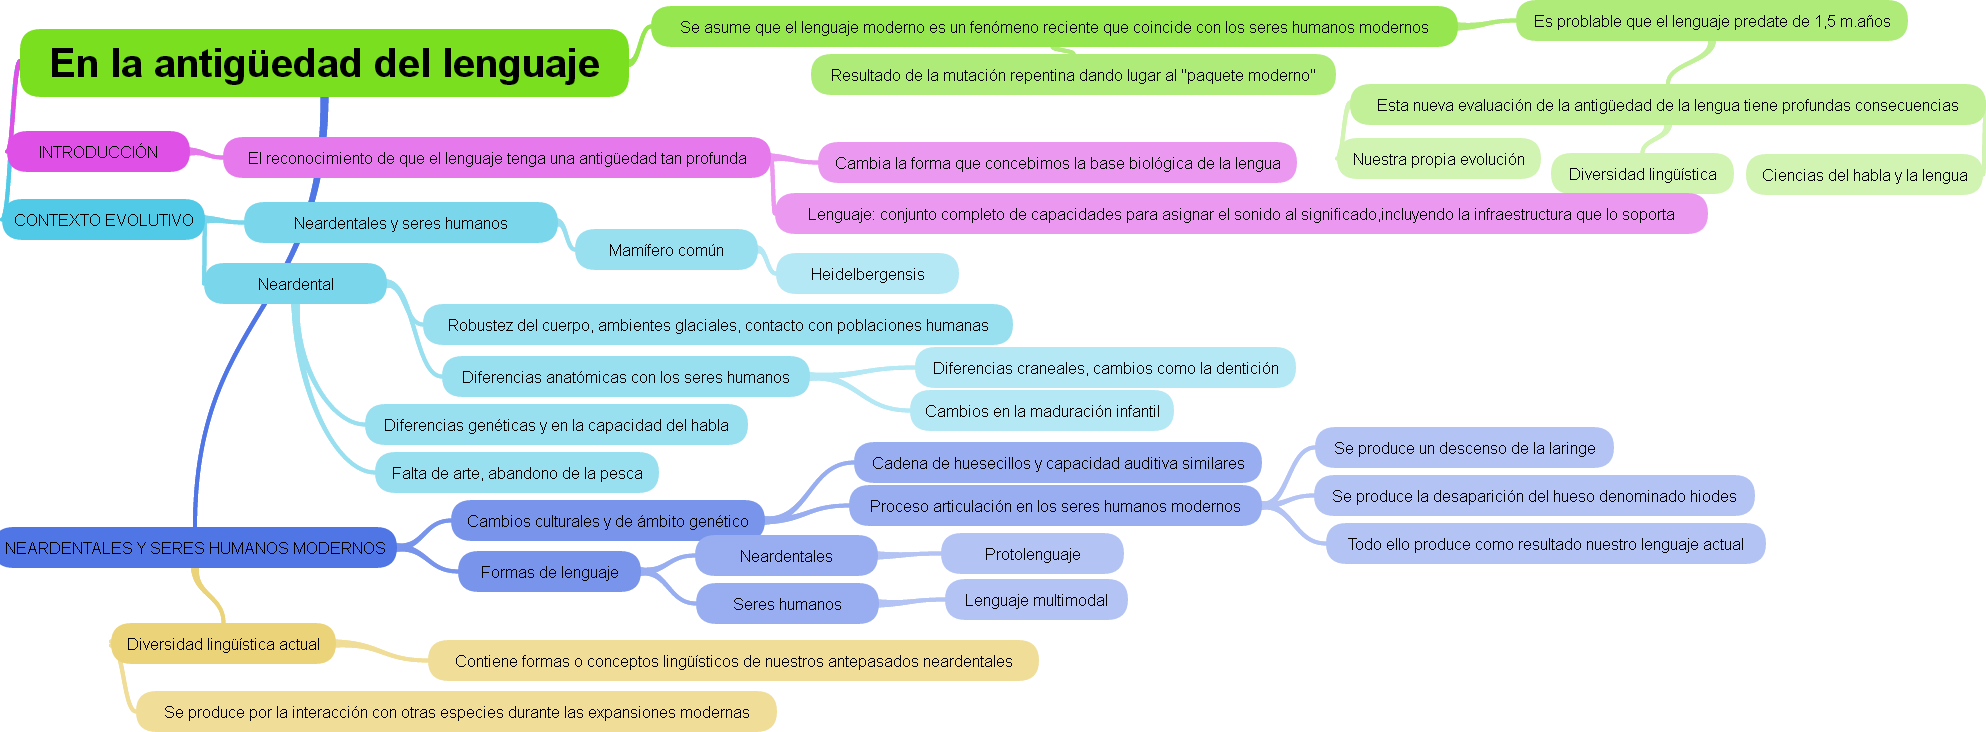 En la antigüedad del lenguaje
Se asume que el lenguaje moderno es un fenómeno reciente que coincide con los seres humanos modernos
Es problable que el lenguaje predate de 1,5 m.años
Resultado de la mutación repentina dando lugar al "paquete moderno"
Esta nueva evaluación de la antigüedad de la lengua tiene profundas consecuencias
Nuestra propia evolución
Diversidad lingüística
Ciencias del habla y la lengua
INTRODUCCIÓN
El reconocimiento de que el lenguaje tenga una antigüedad tan profunda
Cambia la forma que concebimos la base biológica de la lengua
Lenguaje: conjunto completo de capacidades para asignar el sonido al significado,incluyendo la infraestructura que lo soporta
CONTEXTO EVOLUTIVO
Neardentales y seres humanos
Mamífero común
Heidelbergensis
Neardental
Robustez del cuerpo, ambientes glaciales, contacto con poblaciones humanas
Diferencias anatómicas con los seres humanos
Diferencias craneales, cambios como la dentición
Cambios en la maduración infantil
Diferencias genéticas y en la capacidad del habla
Falta de arte, abandono de la pesca
NEARDENTALES Y SERES HUMANOS MODERNOS
Cambios culturales y de ámbito genético
Cadena de huesecillos y capacidad auditiva similares
Proceso articulación en los seres humanos modernos
Se produce un descenso de la laringe
Se produce la desaparición del hueso denominado hiodes
Todo ello produce como resultado nuestro lenguaje actual
Formas de lenguaje
Neardentales
Protolenguaje
Seres humanos
Lenguaje multimodal
Diversidad lingüística actual
Contiene formas o conceptos lingüísticos de nuestros antepasados neardentales
Se produce por la interacción con otras especies durante las expansiones modernas